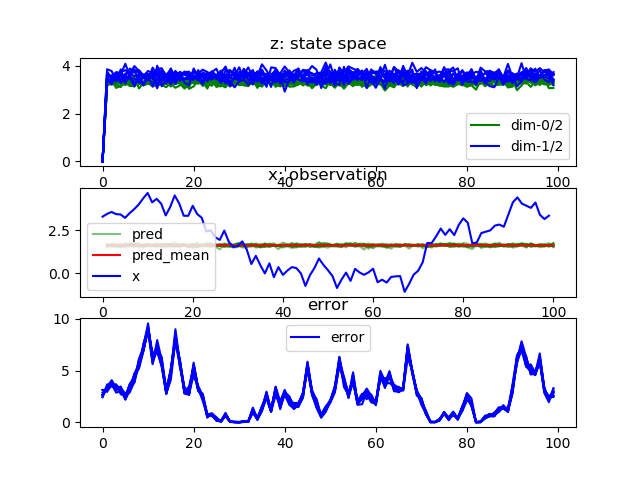 z: state space
4
2
0
dim-0/2
dim-1/2
0 20 40 60 80 100
x: observation
2.5
0.0
pred
pred_mean
x
0 20 40 60 80 100
error
10
5
0
error
0 20 40 60 80 100